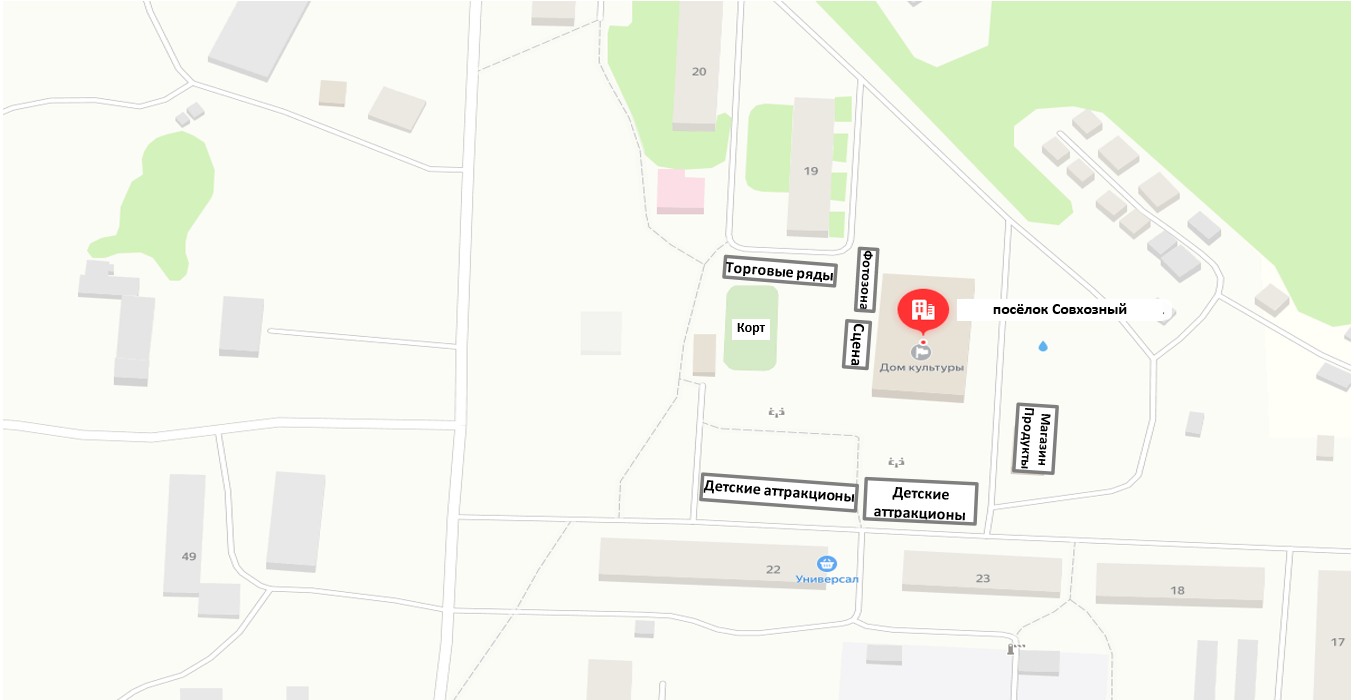 20
19
Торговые ряды
Фотозона
Корт
Сцена
посёлок Совхозный
Дом культуры
Магазин
Продукты
Детские аттракционы
Детские
аттракционы
49
22
Универсал
23
18
17